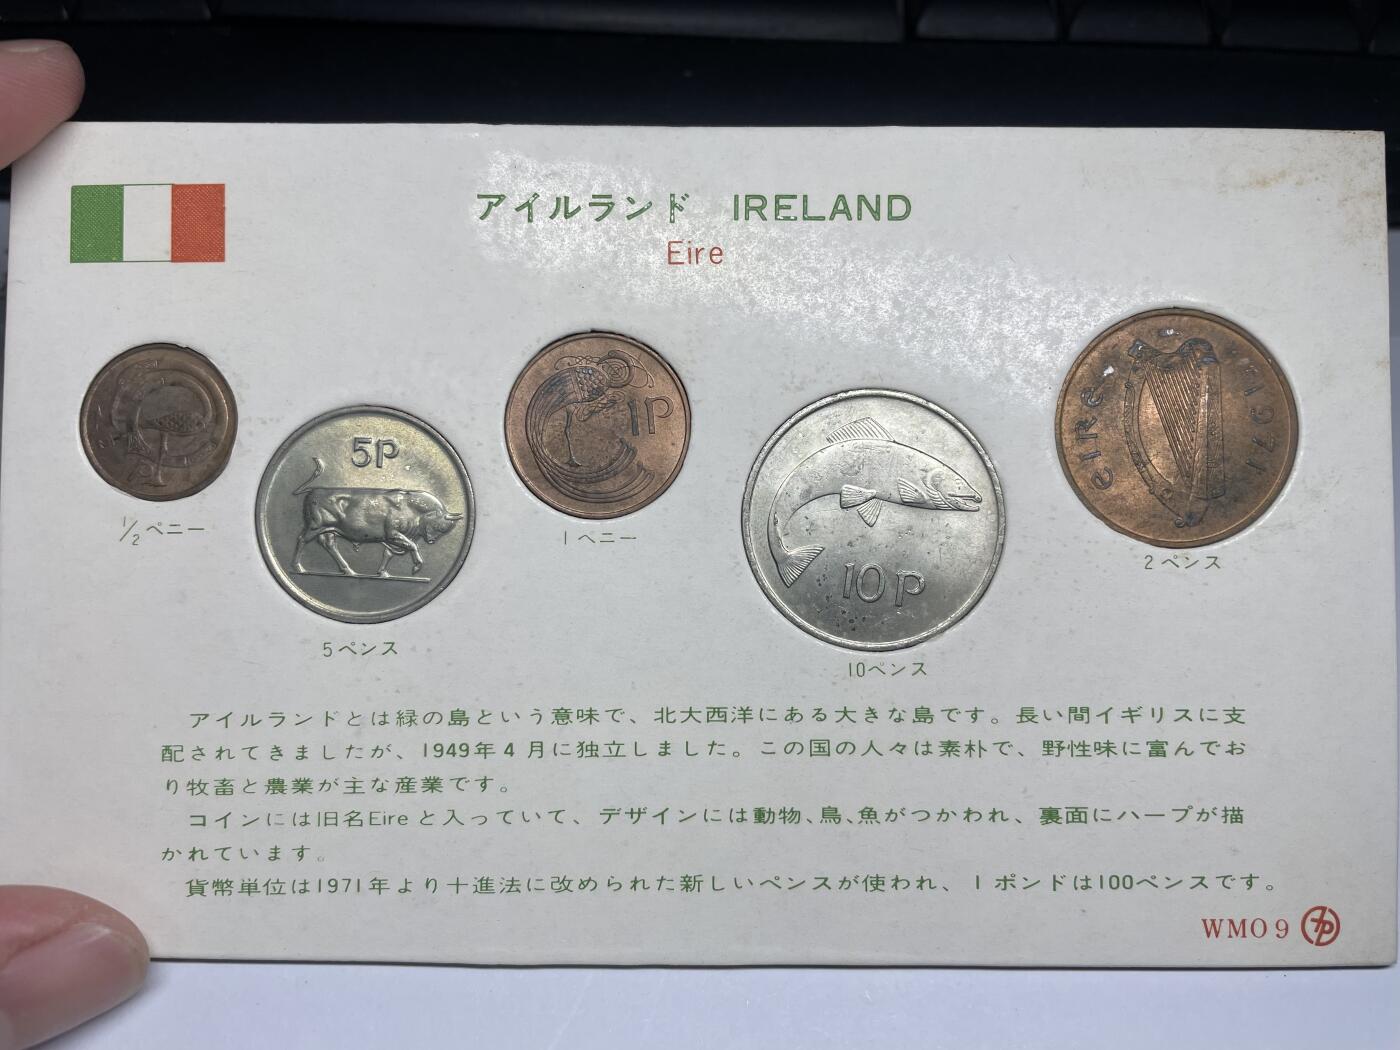 アイルランド IRELAND
Eire
P
1/2ペニー
5P
5ペンス
1P
1ペニー
10P
10ペンス
eiRe 1971
2ペンス
アイルランドとは緑の島という意味で、北大西洋にある大きな島です。長い間イギリスに支
配されてきましたが、1949年4月に独立しました。この国の人々は素朴で、野性味に富んでお
り牧畜と農業が主な産業です。
コインには旧名Eireと入っていて、デザインには動物、鳥、魚がつかわれ、裏面にハープが描
かれています。
貨幣単位は1971年より十進法に改められた新しいペンスが使われ、1ポンドは100ペンスです。
WMO 9